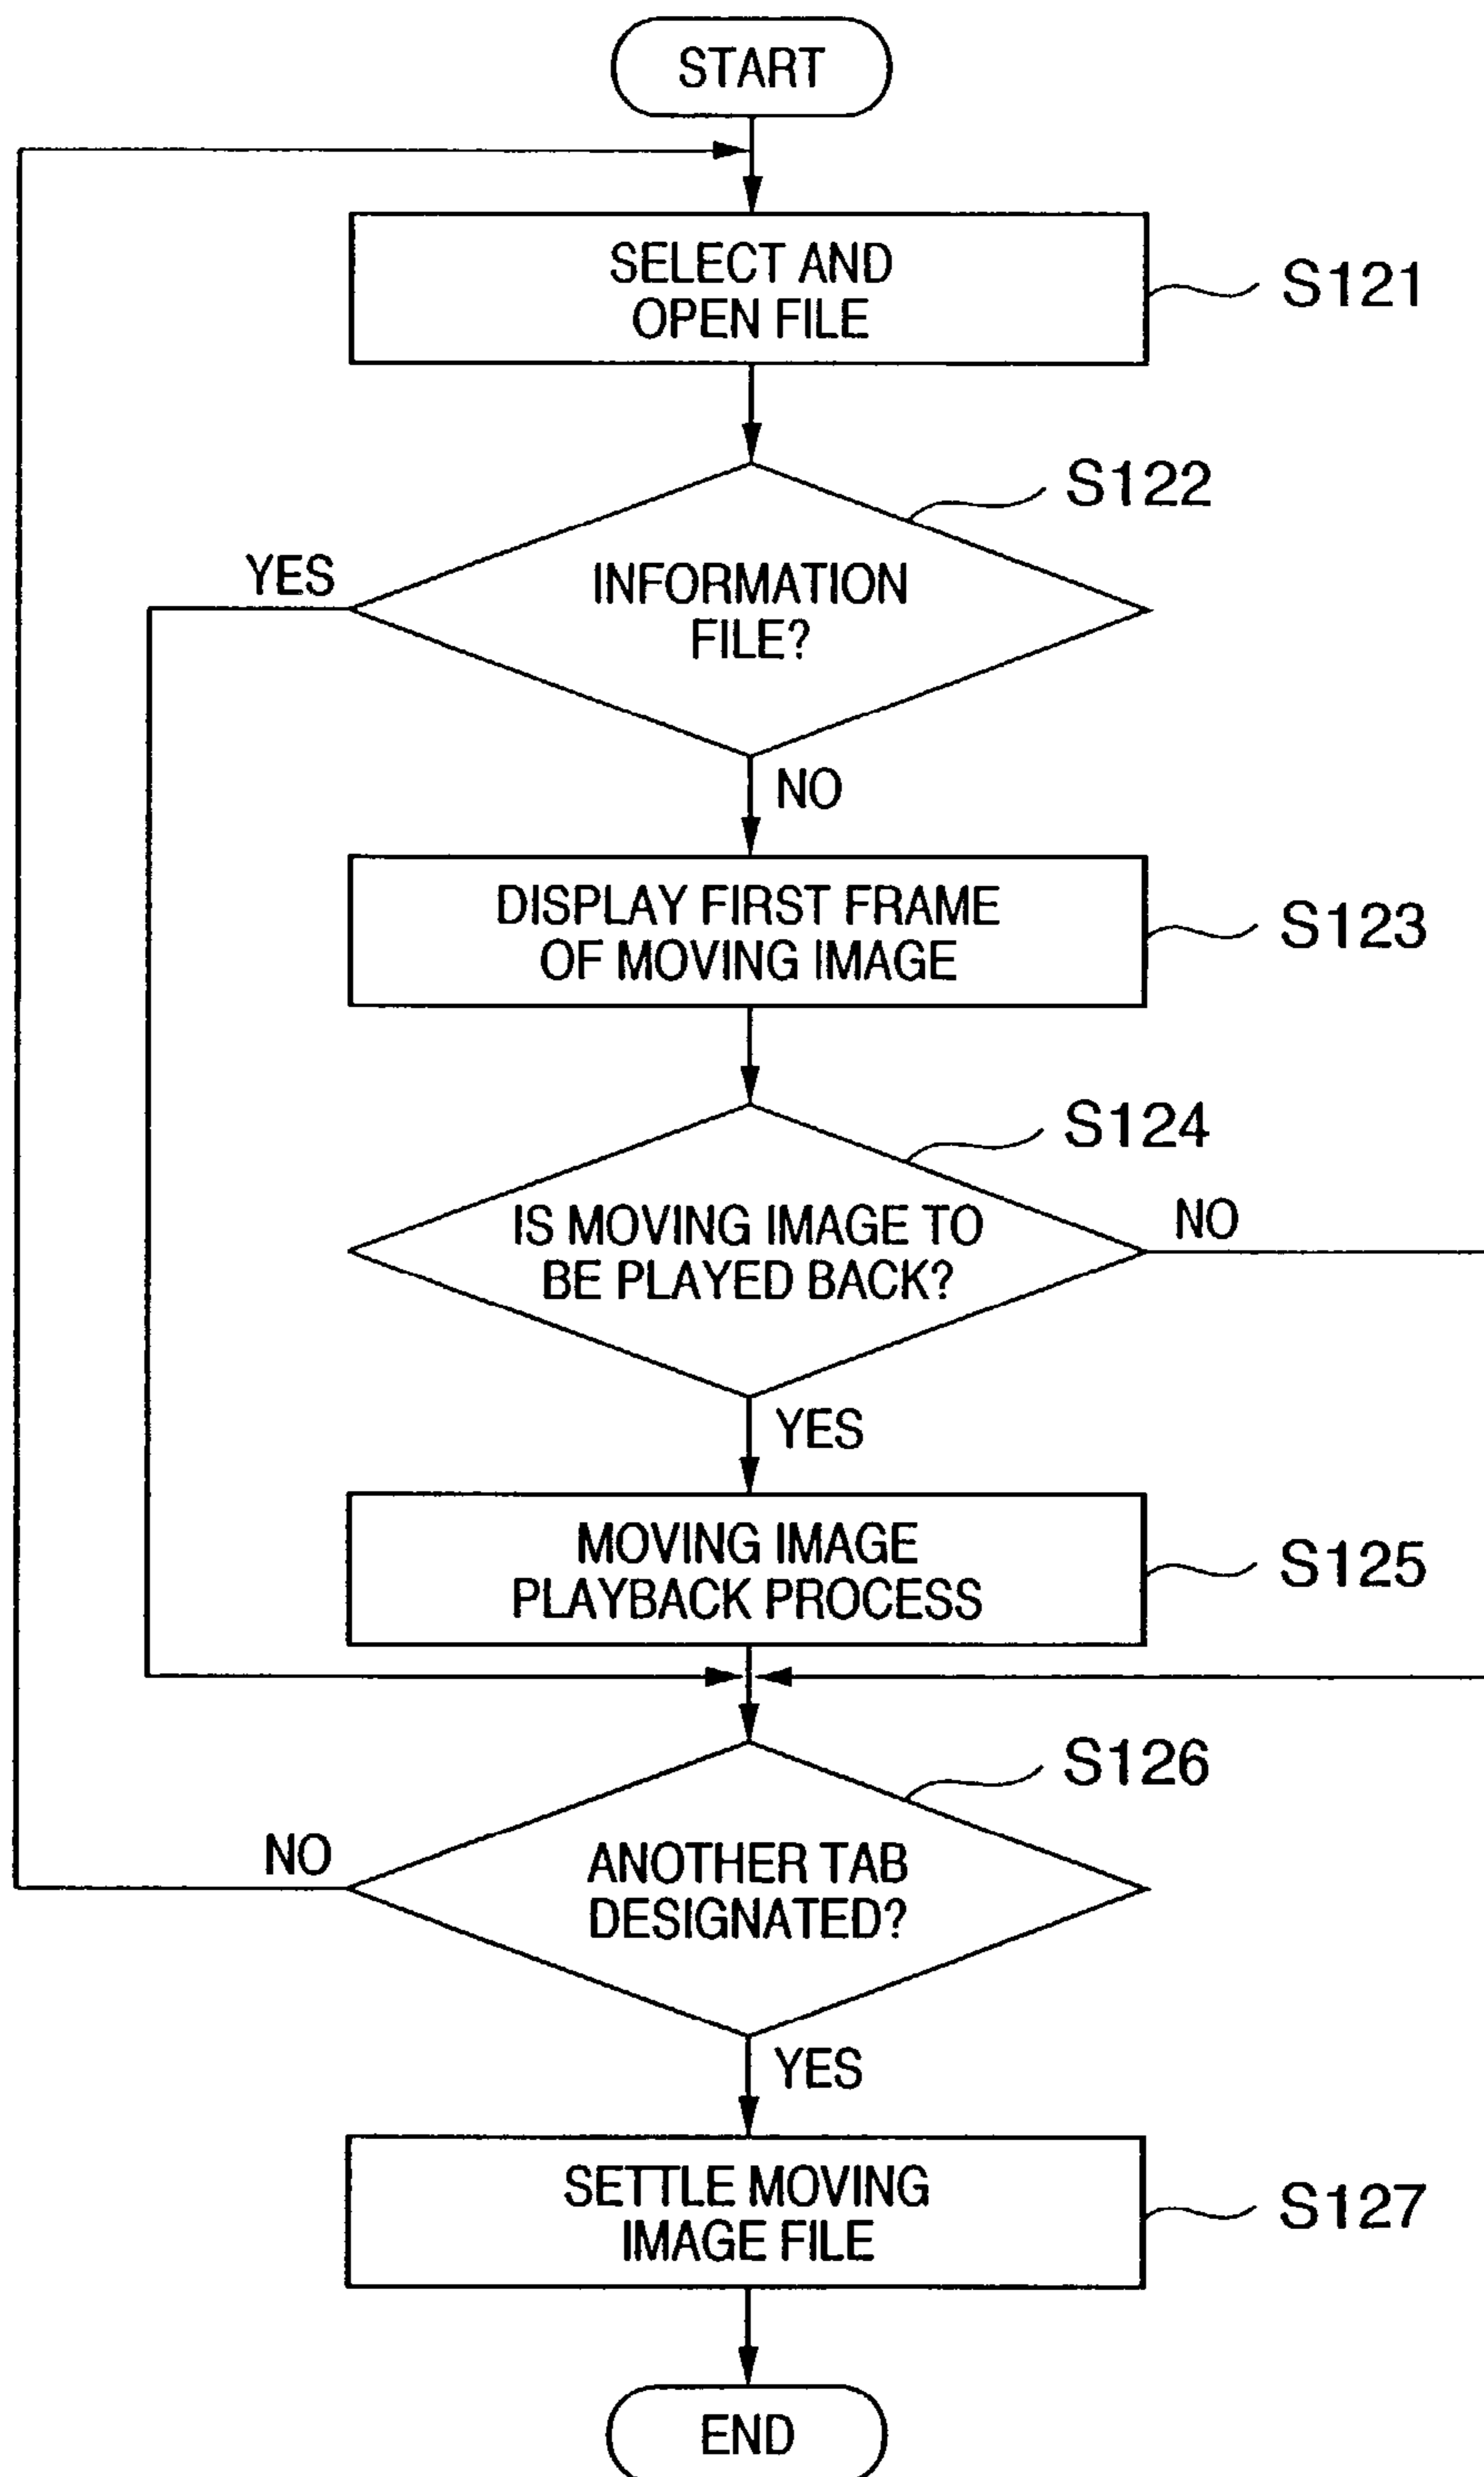 START
SELECT AND
OPEN FILE
S121
S122
YES
INFORMATION
FILE?
NO
DISPLAY FIRST FRAME
OF MOVING IMAGE
S123
S124
NO
IS MOVING IMAGE TO
BE PLAYED BACK?
YES
MOVING IMAGE
PLAYBACK PROCESS
S125
S126
NO
ANOTHER TAB
DESIGNATED?
YES
SETTLE MOVING
IMAGE FILE
S127
END